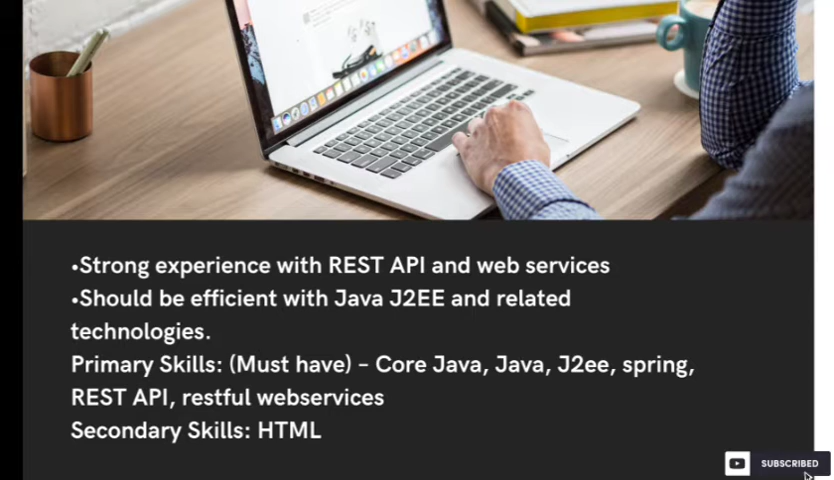 •Strong experience with REST API and web services
•Should be efficient with Java J2EE and related
technologies.
Primary Skills: (Must have) – Core Java, Java, J2ee, spring,
REST API, restful webservices
Secondary Skills: HTML
SUBSCRIBED